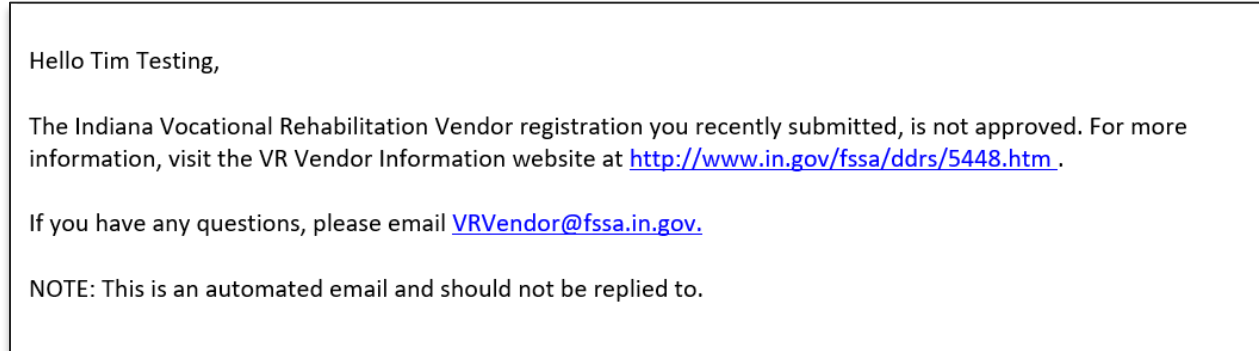 Hello Tim Testing,
The Indiana Vocational Rehabilitation Vendor registration you recently submitted, is not approved. For more
information, visit the VR Vendor Information website at http://www.in.gov/fssa/ddrs/5448.htm .
If you have any questions, please email VRVendor@fssa.in.gov.
NOTE: This is an automated email and should not be replied to.